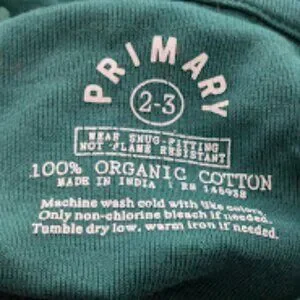 PRIMARY
2-3
WEAR SNUG-FITTING
NOT FLAME RESISTANT
100% ORGANIC COTTON
MADE IN INDIA | RN
Machine wash cold with like colors.
Only non-chlorine bleach if needed.
Tumble dry low, warm iron if needed.